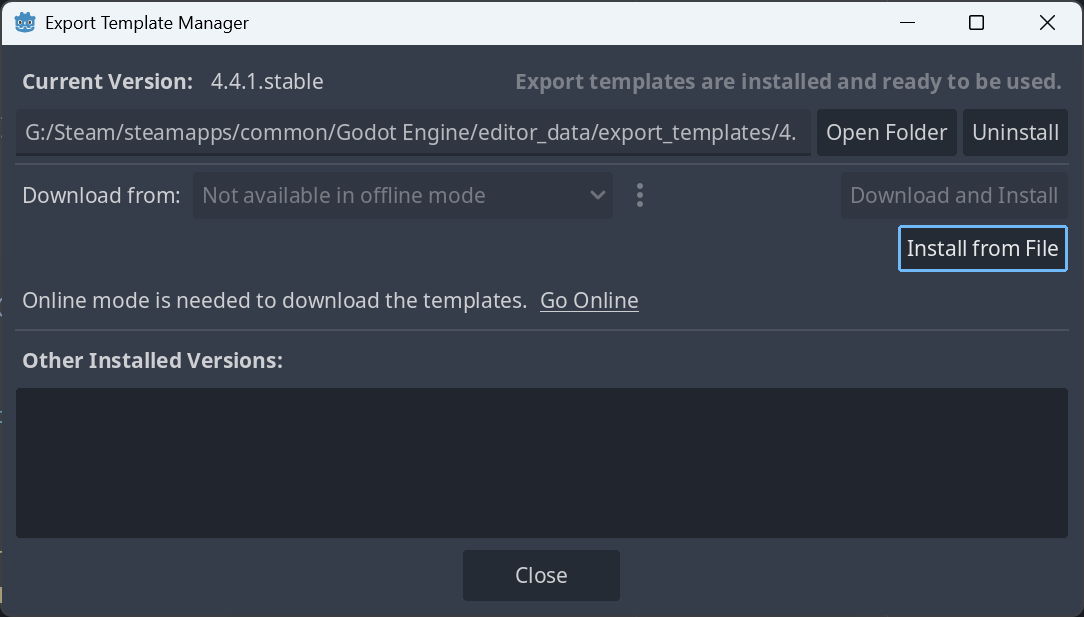 Export Template Manager
Current Version: 4.4.1.stable Export templates are installed and ready to be used.
G:/Steam/steamapps/common/Godot Engine/editor_data/export_templates/4. Open Folder Uninstall
Download from: Not available in offline mode Download and Install
Install from File
Online mode is needed to download the templates. Go Online
Other Installed Versions:
Close